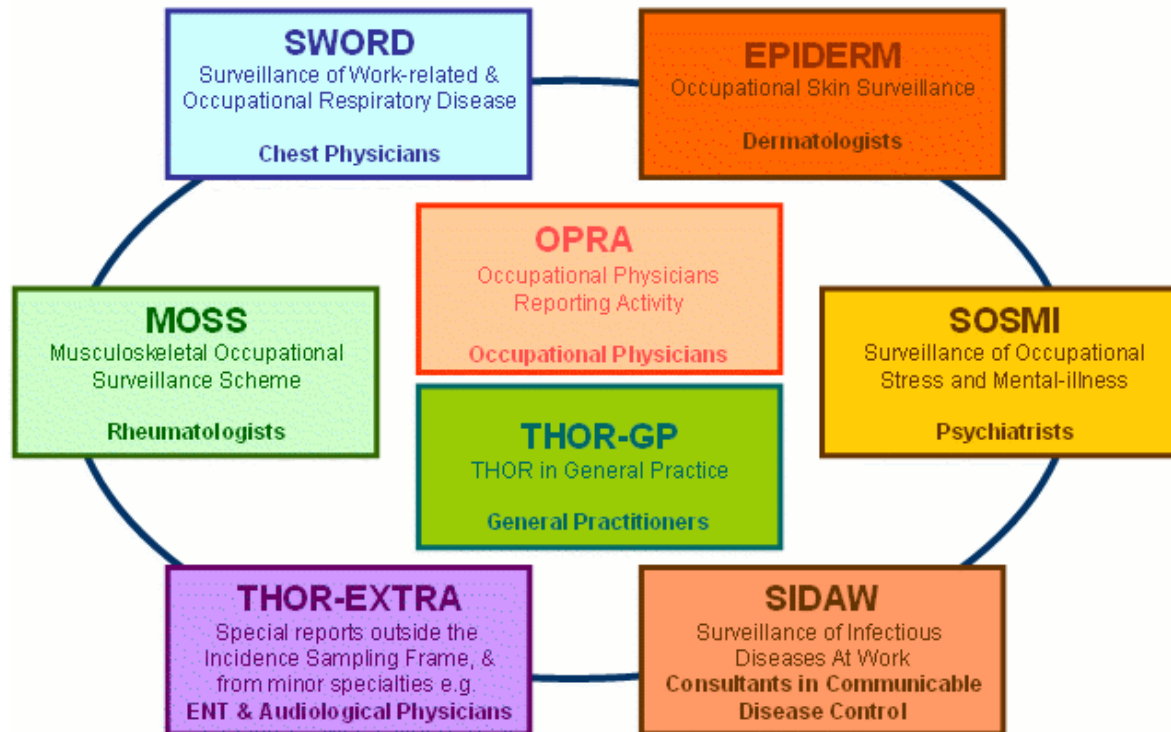 SWORD
Surveillance of Work-related &
Occupational Respiratory Disease
Chest Physicians
EPIDERM
Occupational Skin Surveillance
Dermatologists
OPRA
Occupational Physicians
Reporting Activity
Occupational Physicians
MOSS
Musculoskeletal Occupational
Surveillance Scheme
Rheumatologists
SOSMI
Surveillance of Occupational
Stress and Mental-illness
Psychiatrists
THOR-GP
THOR in General Practice
General Practitioners
THOR-EXTRA
Special reports outside the
Incidence Sampling Frame, &
from minor specialties e.g.
ENT & Audiological Physicians
SIDAW
Surveillance of Infectious
Diseases At Work
Consultants in Communicable
Disease Control